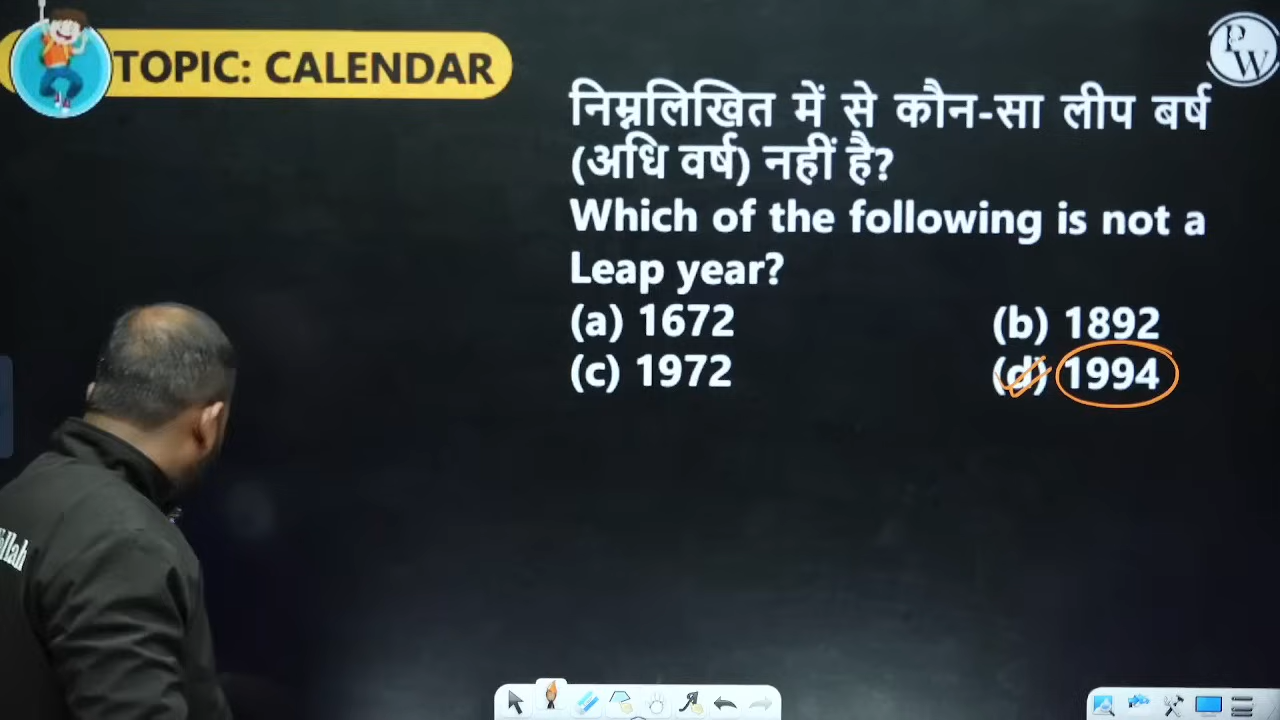 TOPIC: CALENDAR
PW
निम्नलिखित में से कौन-सा लीप बर्ष
(अधि वर्ष) नहीं है?
Which of the following is not a
Leap year?
(a) 1672 (b) 1892
(c) 1972 (d) 1994